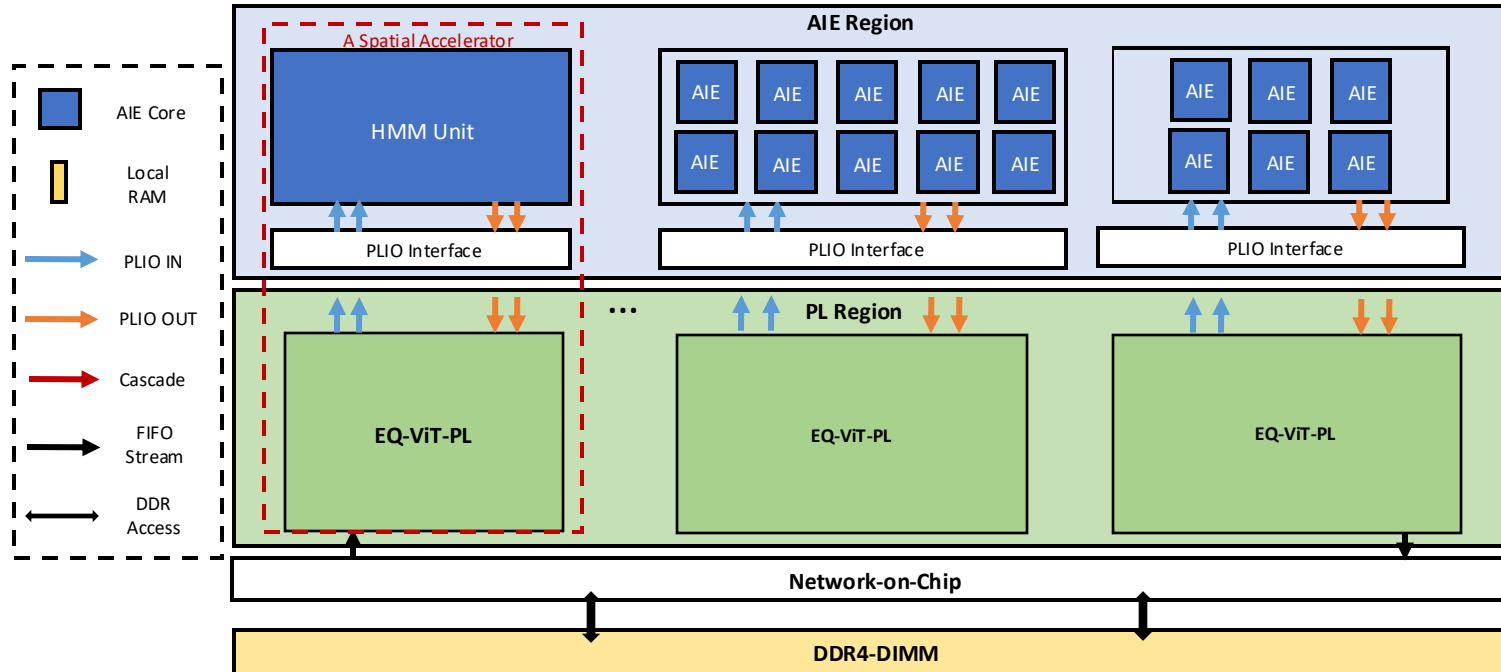 AIE Region
A Spatial Accelerator
AIE Core
Local
RAM
PLIO IN
PLIO OUT
Cascade
FIFO
Stream
DDR
Access
HMM Unit
AIE AIE AIE AIE AIE
AIE AIE AIE AIE AIE
AIE AIE AIE
AIE AIE AIE
PLIO Interface
PLIO Interface
PLIO Interface
...
PL Region
EQ-ViT-PL
EQ-ViT-PL
EQ-ViT-PL
Network-on-Chip
DDR4-DIMM